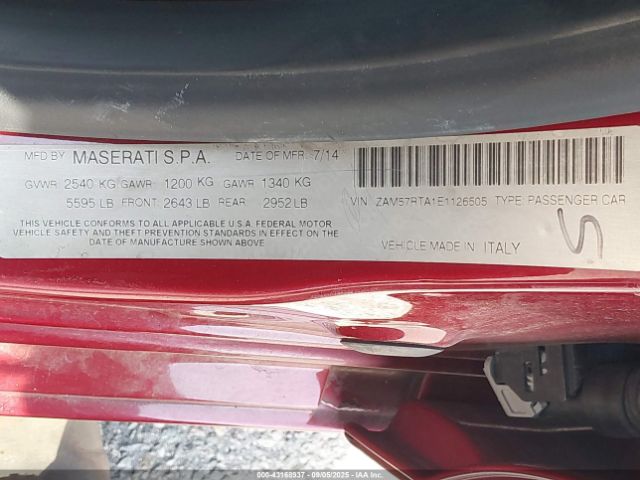 MFD BY MASERATI S.P.A. DATE OF MFR 7/14
GVWR 2540 KG GAWR 1200 KG GAWR 1340 KG
5595 LB FRONT 2643 LB REAR 2952 LB
THIS VEHICLE CONFORMS TO ALL APPLICABLE U.S.A. FEDERAL MOTOR
VEHICLE SAFETY AND THEFT PREVENTION STANDARDS IN EFFECT ON THE
DATE OF MANUFACTURE SHOWN ABOVE.
VIN: ZAM57RTA1E1126505 TYPE: PASSENGER CAR
VEHICLE MADE IN ITALY
000-43168937 - 09/05/2025 - IAA Inc.